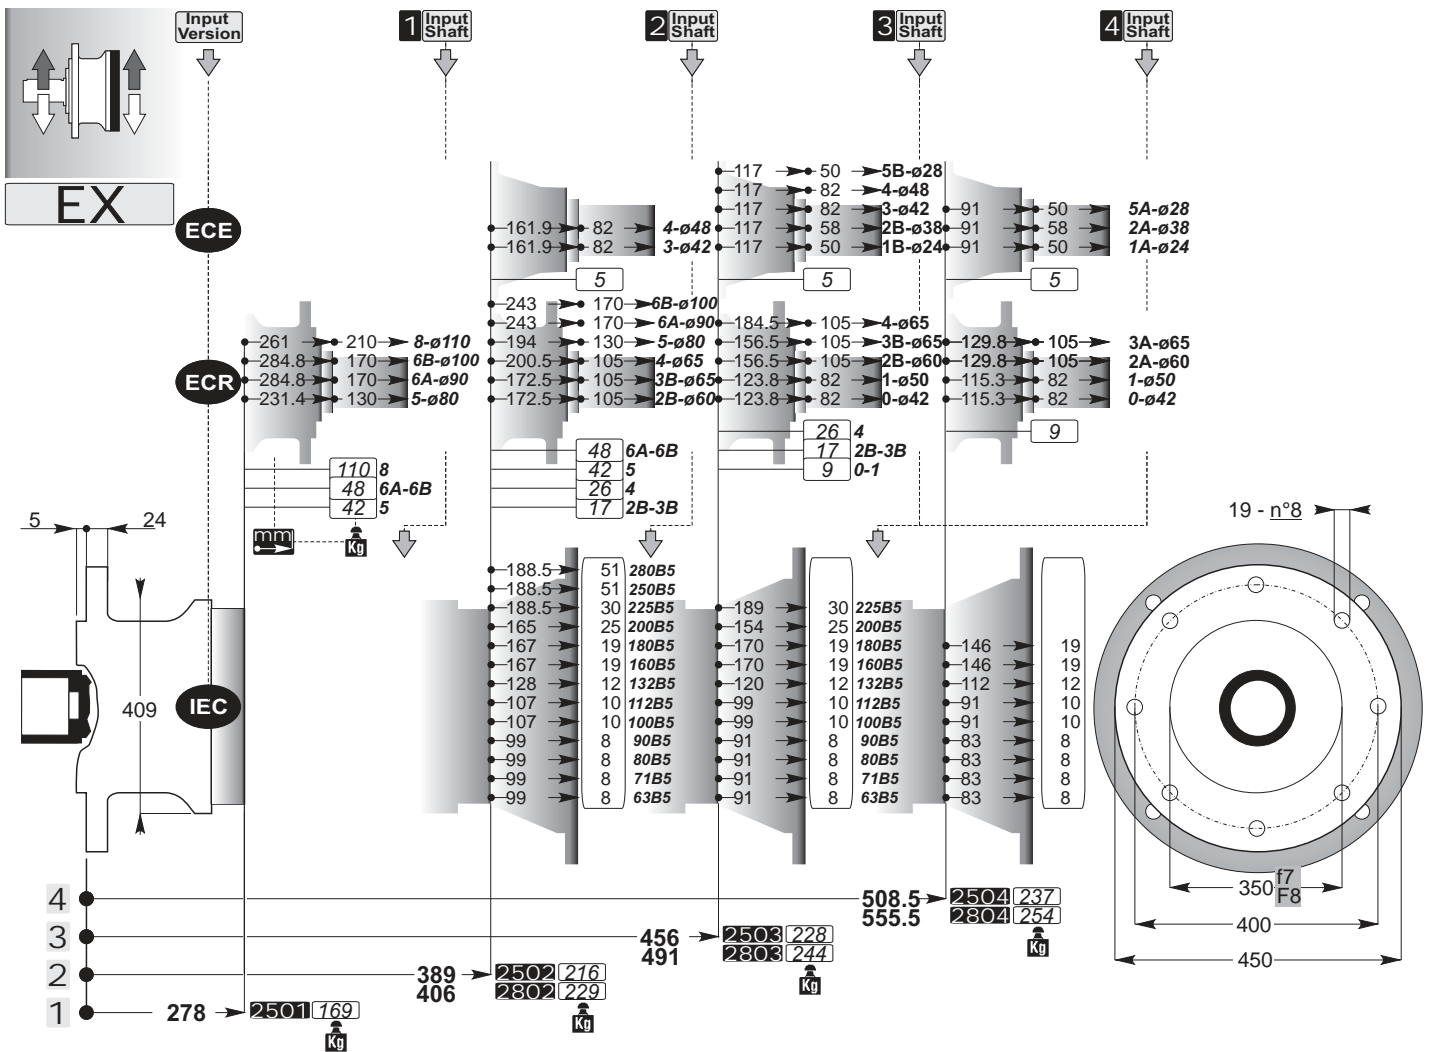 Input
Version
1 Input
Shaft
2 Input
Shaft
3 Input
Shaft
4 Input
Shaft
EX
ECE
117 50 5B-ø28
117 82 4-ø48
117 82 3-ø42 91 50 5A-ø28
161.9 82 4-ø48 117 58 2B-ø38 91 58 2A-ø38
161.9 82 3-ø42 117 50 1B-ø24 91 50 1A-ø24
5 5 5
243 170 6B-ø100
243 170 6A-ø90 184.5 105 4-ø65
261 210 8-ø110 194 130 5-ø80 156.5 105 3B-ø65 129.8 105 3A-ø65
284.8 170 6B-ø100 200.5 105 4-ø65 156.5 105 2B-ø60 129.8 105 2A-ø60
ECR
284.8 170 6A-ø90 172.5 105 3B-ø65 123.8 82 1-ø50 115.3 82 1-ø50
231.4 130 5-ø80 172.5 105 2B-ø60 123.8 82 0-ø42 115.3 82 0-ø42
26 4 9
48 6A-6B 17 2B-3B
110 8 42 5 9 0-1
48 6A-6B 26 4
42 5 17 2B-3B
5 24 19 - n°8
mm Kg
188.5 51 280B5
188.5 51 250B5
188.5 30 225B5 189 30 225B5
165 25 200B5 154 25 200B5
167 19 180B5 170 19 180B5 146 19
167 19 160B5 170 19 160B5 146 19
128 12 132B5 120 12 132B5 112 12
409 IEC
107 10 112B5 99 10 112B5 91 10
107 10 100B5 99 10 100B5 91 10
99 8 90B5 91 8 90B5 83 8
99 8 80B5 91 8 80B5 83 8
99 8 71B5 91 8 71B5 83 8
99 8 63B5 91 8 63B5 83 8
350 f7
F8
4 508.5 2504 237
555.5 2804 254
Kg
400
3 456 2503 228
491 2803 244
Kg
450
2 389 2502 216
406 2802 229
Kg
1 278 2501 169
Kg